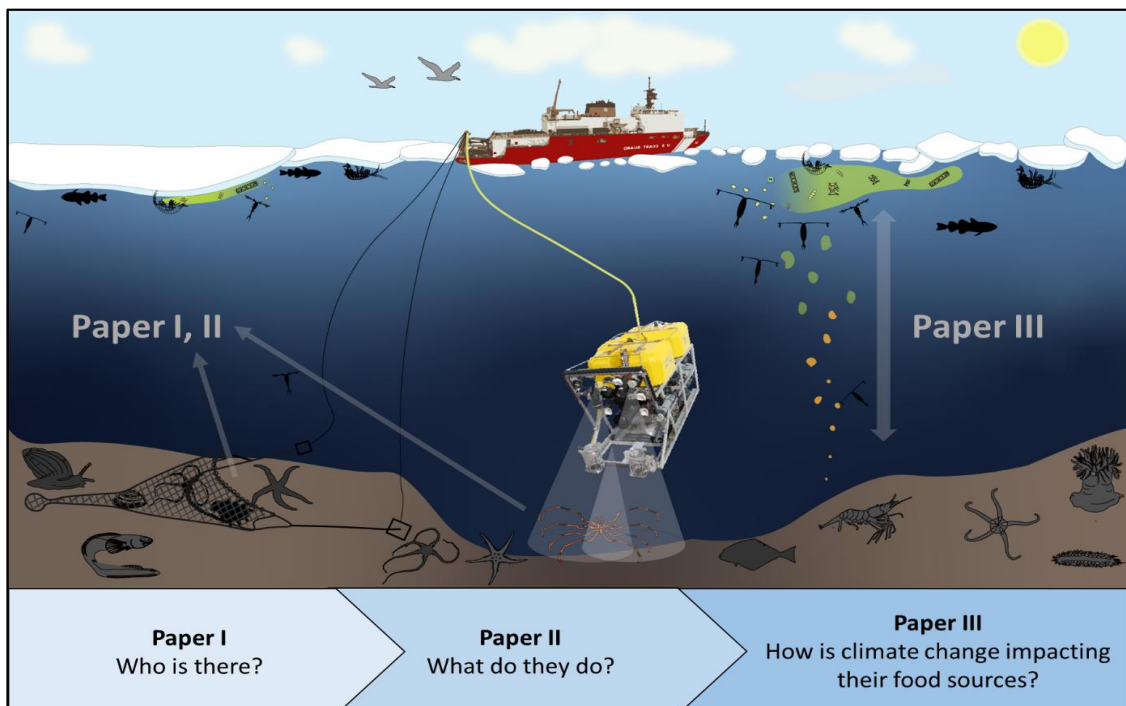 Paper I, II
Paper III
Paper I
Who is there?
Paper II
What do they do?
Paper III
How is climate change impacting
their food sources?